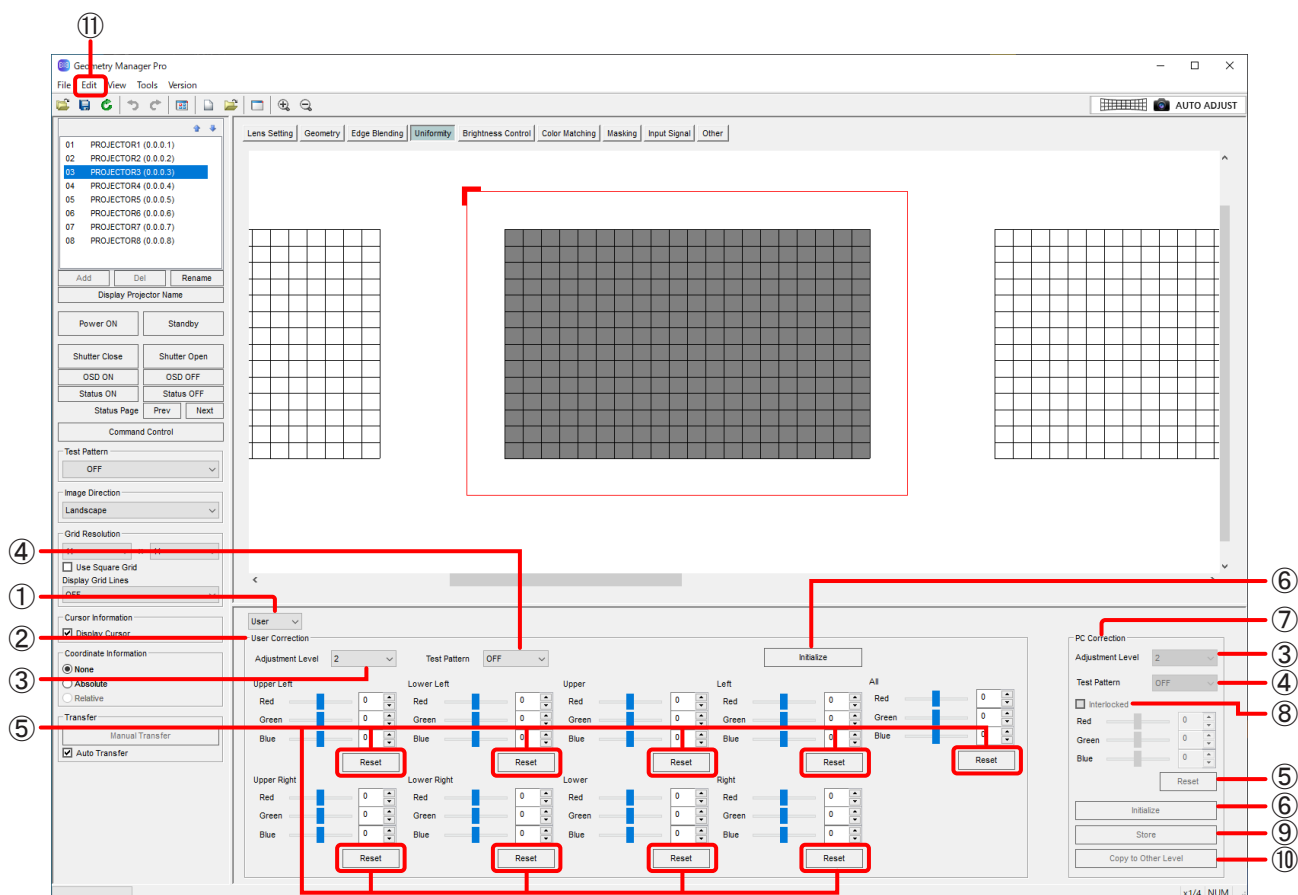 ⑪
Geometry Manager Pro
File Edit View Tools Version
AUTO ADJUST
01 PROJECTOR1 (0.0.0.1)
02 PROJECTOR2 (0.0.0.2)
03 PROJECTOR3 (0.0.0.3)
04 PROJECTOR4 (0.0.0.4)
05 PROJECTOR5 (0.0.0.5)
06 PROJECTOR6 (0.0.0.6)
07 PROJECTOR7 (0.0.0.7)
08 PROJECTOR8 (0.0.0.8)
Add Del Rename
Display Projector Name
Power ON Standby
Shutter Close Shutter Open
OSD ON OSD OFF
Status ON Status OFF
Status Page Prev Next
Command Control
Test Pattern
OFF
Image Direction
Landscape
Grid Resolution
Use Square Grid
Display Grid Lines
OFF
Cursor Information
Display Cursor
Coordinate Information
None
Absolute
Relative
Transfer
Manual Transfer
Auto Transfer
Lens Setting Geometry Edge Blending Uniformity Brightness Control Color Matching Masking Input Signal Other
④
①
②
③
⑤
④
⑥
User
User Correction
Adjustment Level 2 Test Pattern OFF Initialize
Upper Left Lower Left Upper Left All
Red 0 Red 0 Red 0 Red 0 Red 0
Green 0 Green 0 Green 0 Green 0 Green 0
Blue 0 Blue 0 Blue 0 Blue 0 Blue 0
Reset Reset Reset Reset Reset
Upper Right Lower Right Lower Right
Red 0 Red 0 Red 0 Red 0
Green 0 Green 0 Green 0 Green 0
Blue 0 Blue 0 Blue 0 Blue 0
Reset Reset Reset Reset
⑦
PC Correction
Adjustment Level 2 ③
Test Pattern OFF ④
Interlocked ⑧
Red 0
Green 0
Blue 0
Reset ⑤
Initialize ⑥
Store ⑨
Copy to Other Level ⑩
x1/4 NUM